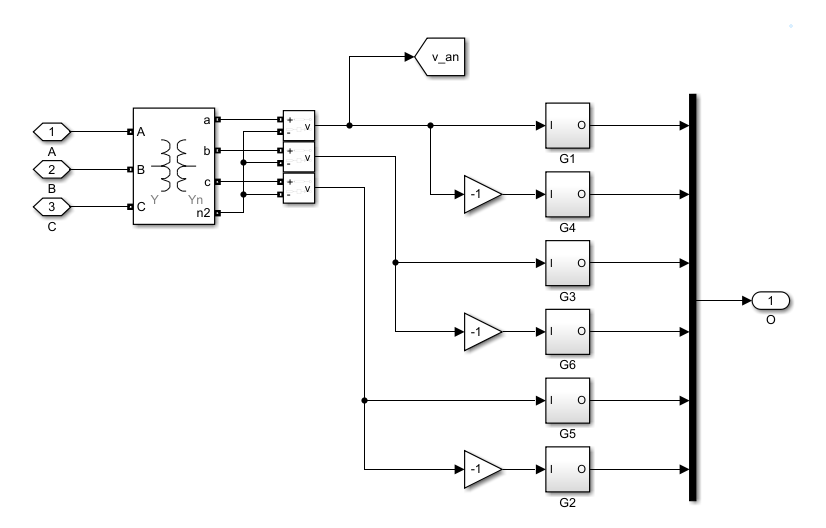 v_an
1
A
2
B
3
C
A
B
C
Y
Yn
a
b
c
n2
+
-
v
+
-
v
+
-
v
I
O
G1
-1
I
O
G4
I
O
G3
-1
I
O
G6
I
O
G5
-1
I
O
G2
1
O